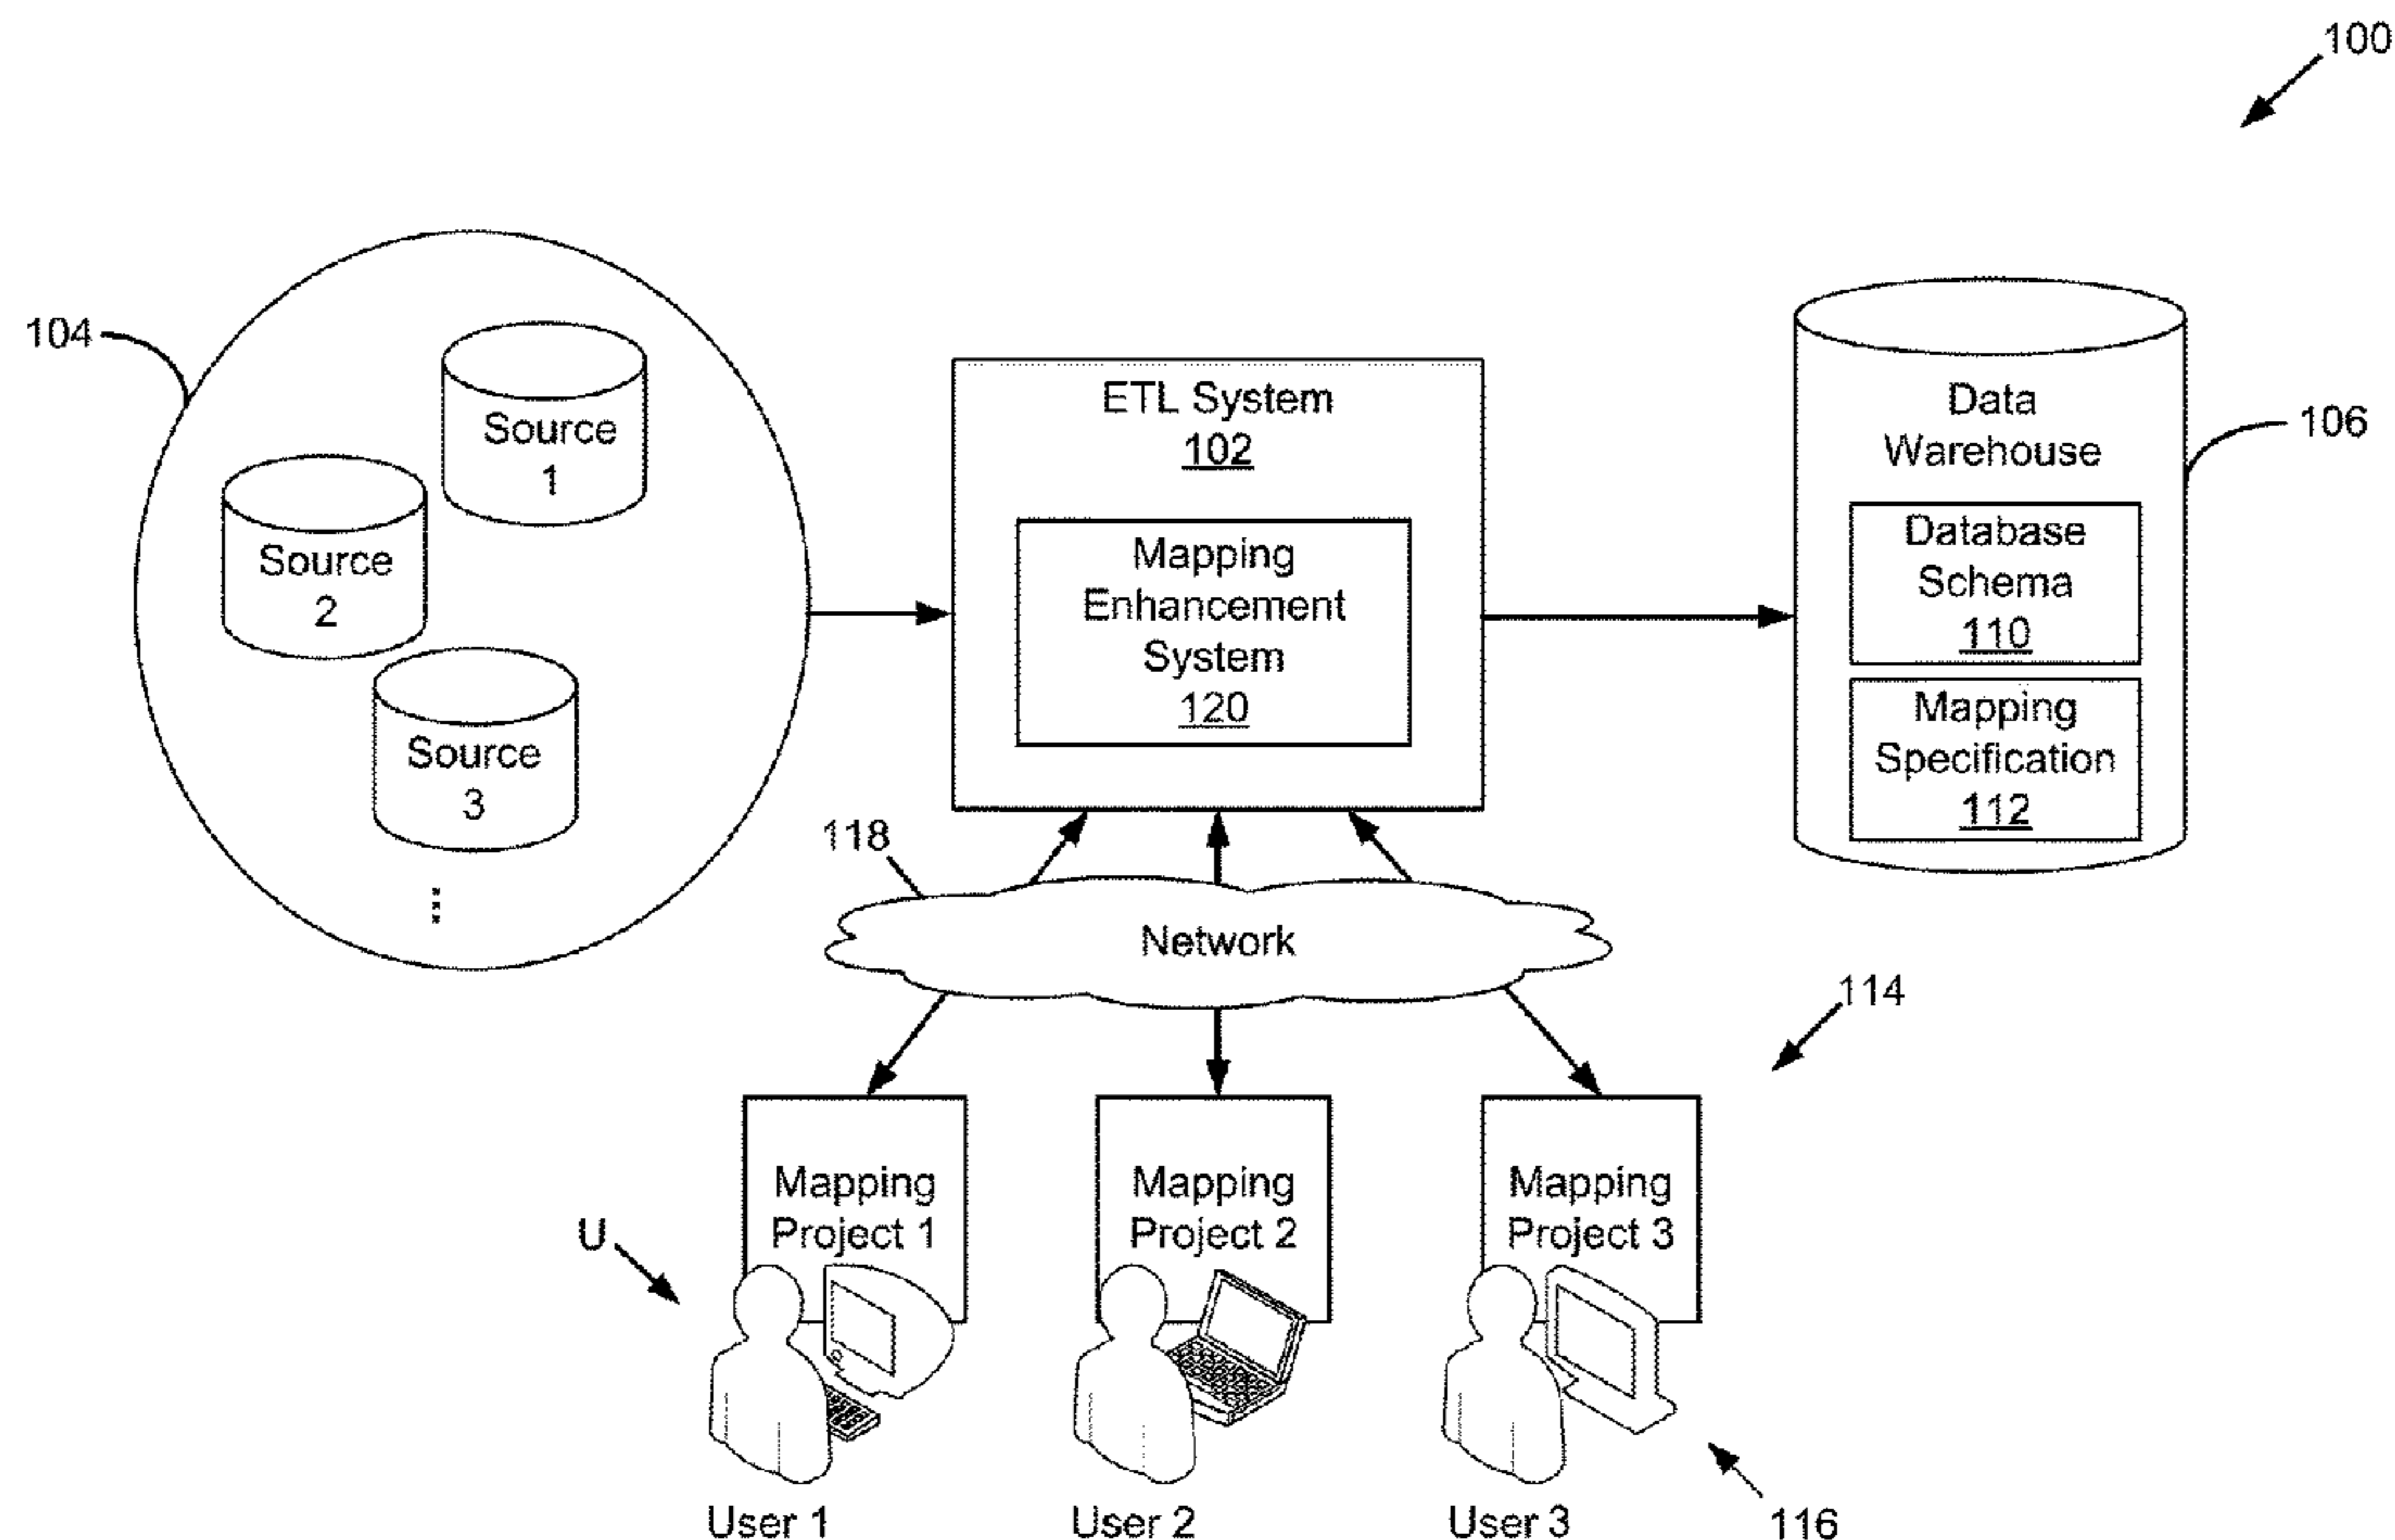 100
104
Source
1
Source
2
Source
3
ETL System
102
Mapping
Enhancement
System
120
Data
Warehouse
106
Database
Schema
110
Mapping
Specification
112
118
Network
114
Mapping
Project 1
Mapping
Project 2
Mapping
Project 3
U
User 1
User 2
User 3
116